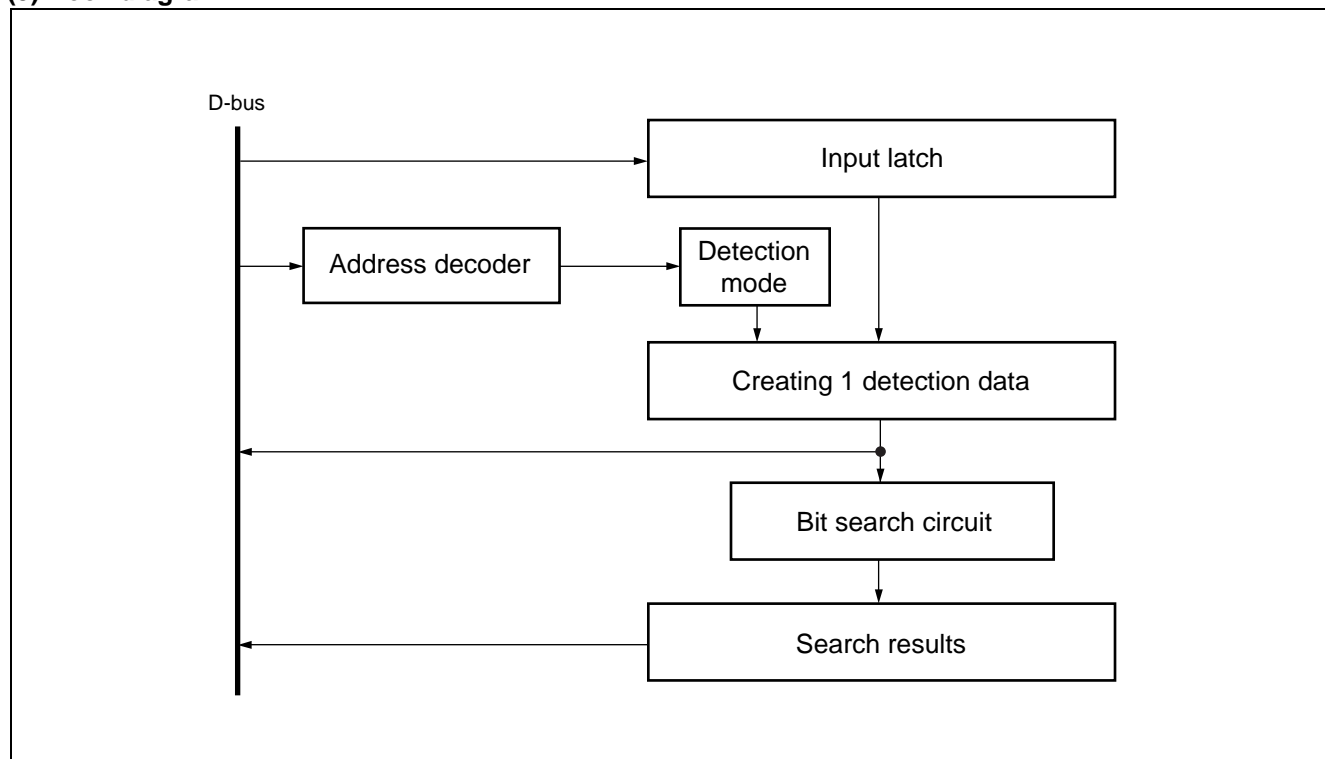 D-bus
Input latch
Address decoder
Detection
mode
Creating 1 detection data
Bit search circuit
Search results